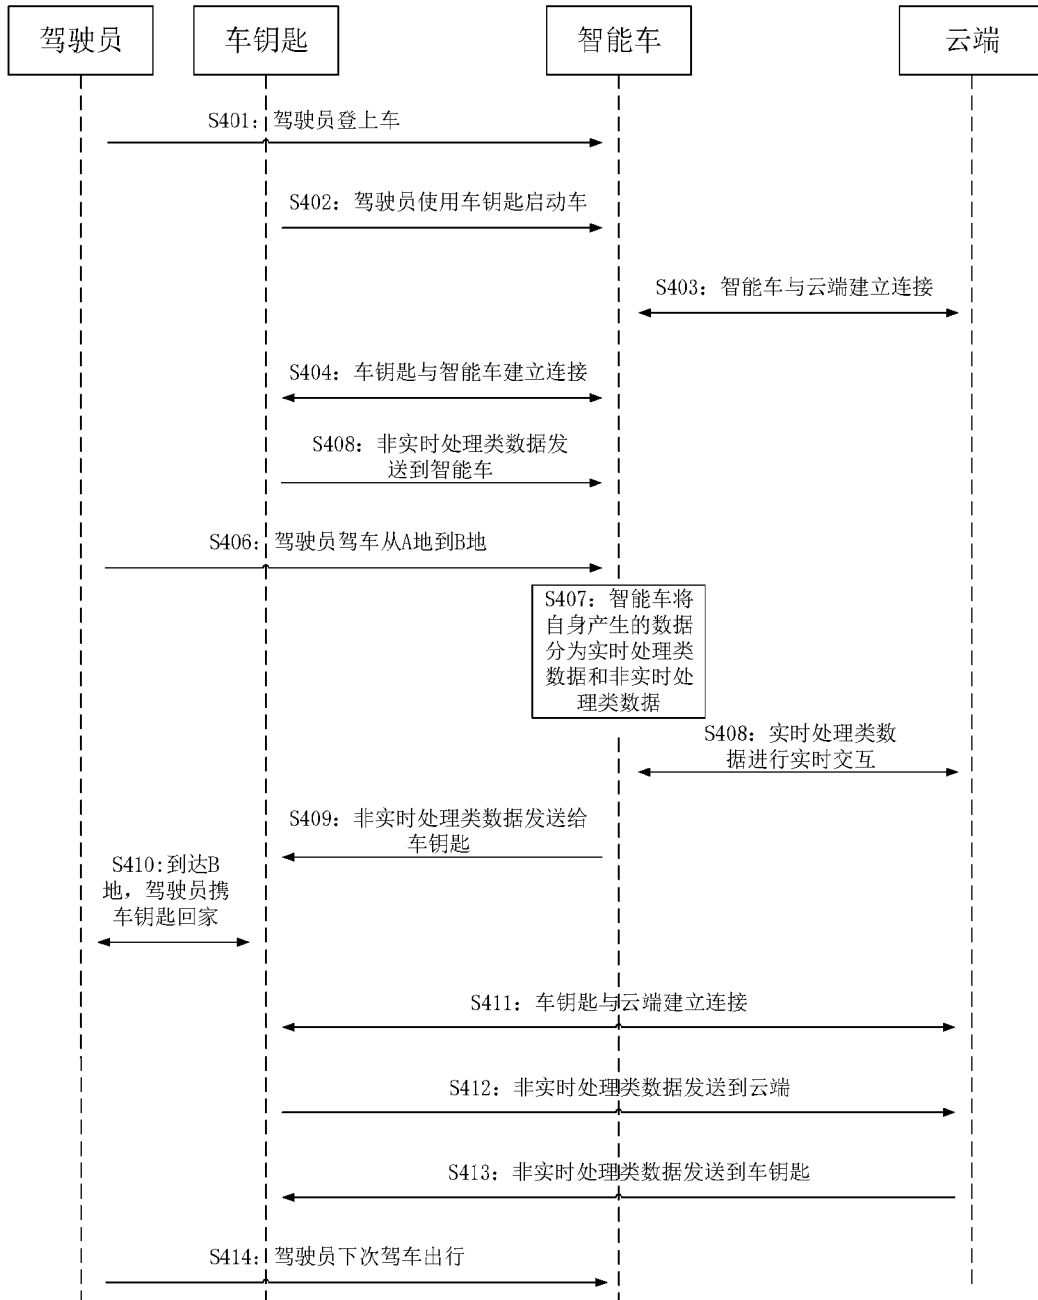 驾驶员
车钥匙
智能车
云端
S401：驾驶员登上车
S402：驾驶员使用车钥匙启动车
S403：智能车与云端建立连接
S404：车钥匙与智能车建立连接
S408：非实时处理类数据发
送到智能车
S406：驾驶员驾车从A地到B地
S407：智能车将
自身产生的数据
分为实时处理类
数据和非实时处
理类数据
S408：实时处理类数
据进行实时交互
S409：非实时处理类数据发送给
车钥匙
S410:到达B
地，驾驶员携
车钥匙回家
S411：车钥匙与云端建立连接
S412：非实时处理类数据发送到云端
S413：非实时处理类数据发送到车钥匙
S414：驾驶员下次驾车出行